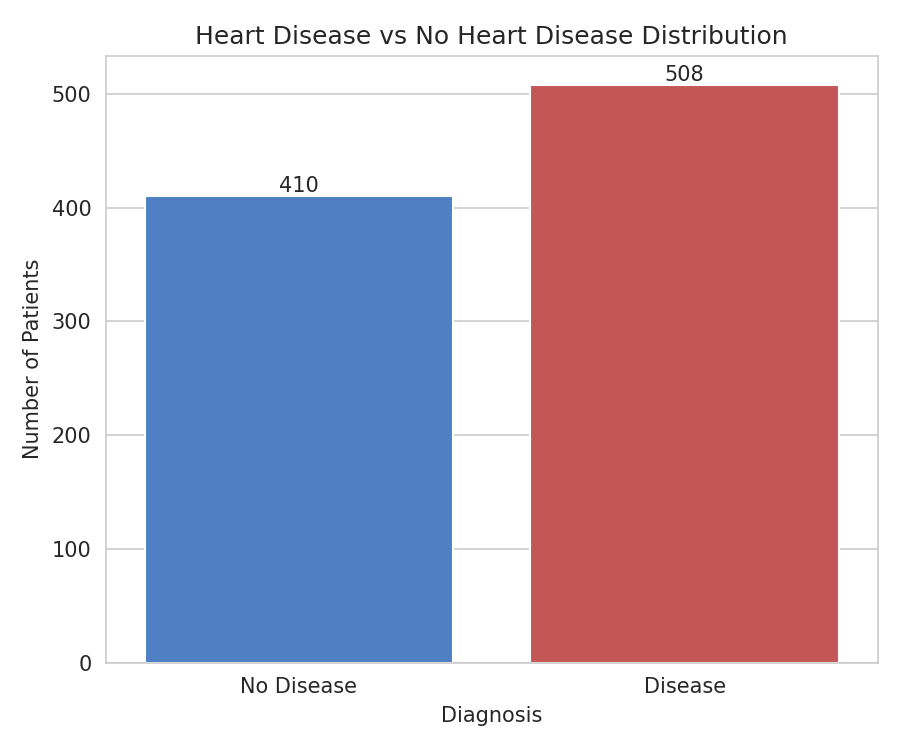 Heart Disease vs No Heart Disease Distribution
508
500
410
400
300
200
100
0
Number of Patients
No Disease
Disease
Diagnosis